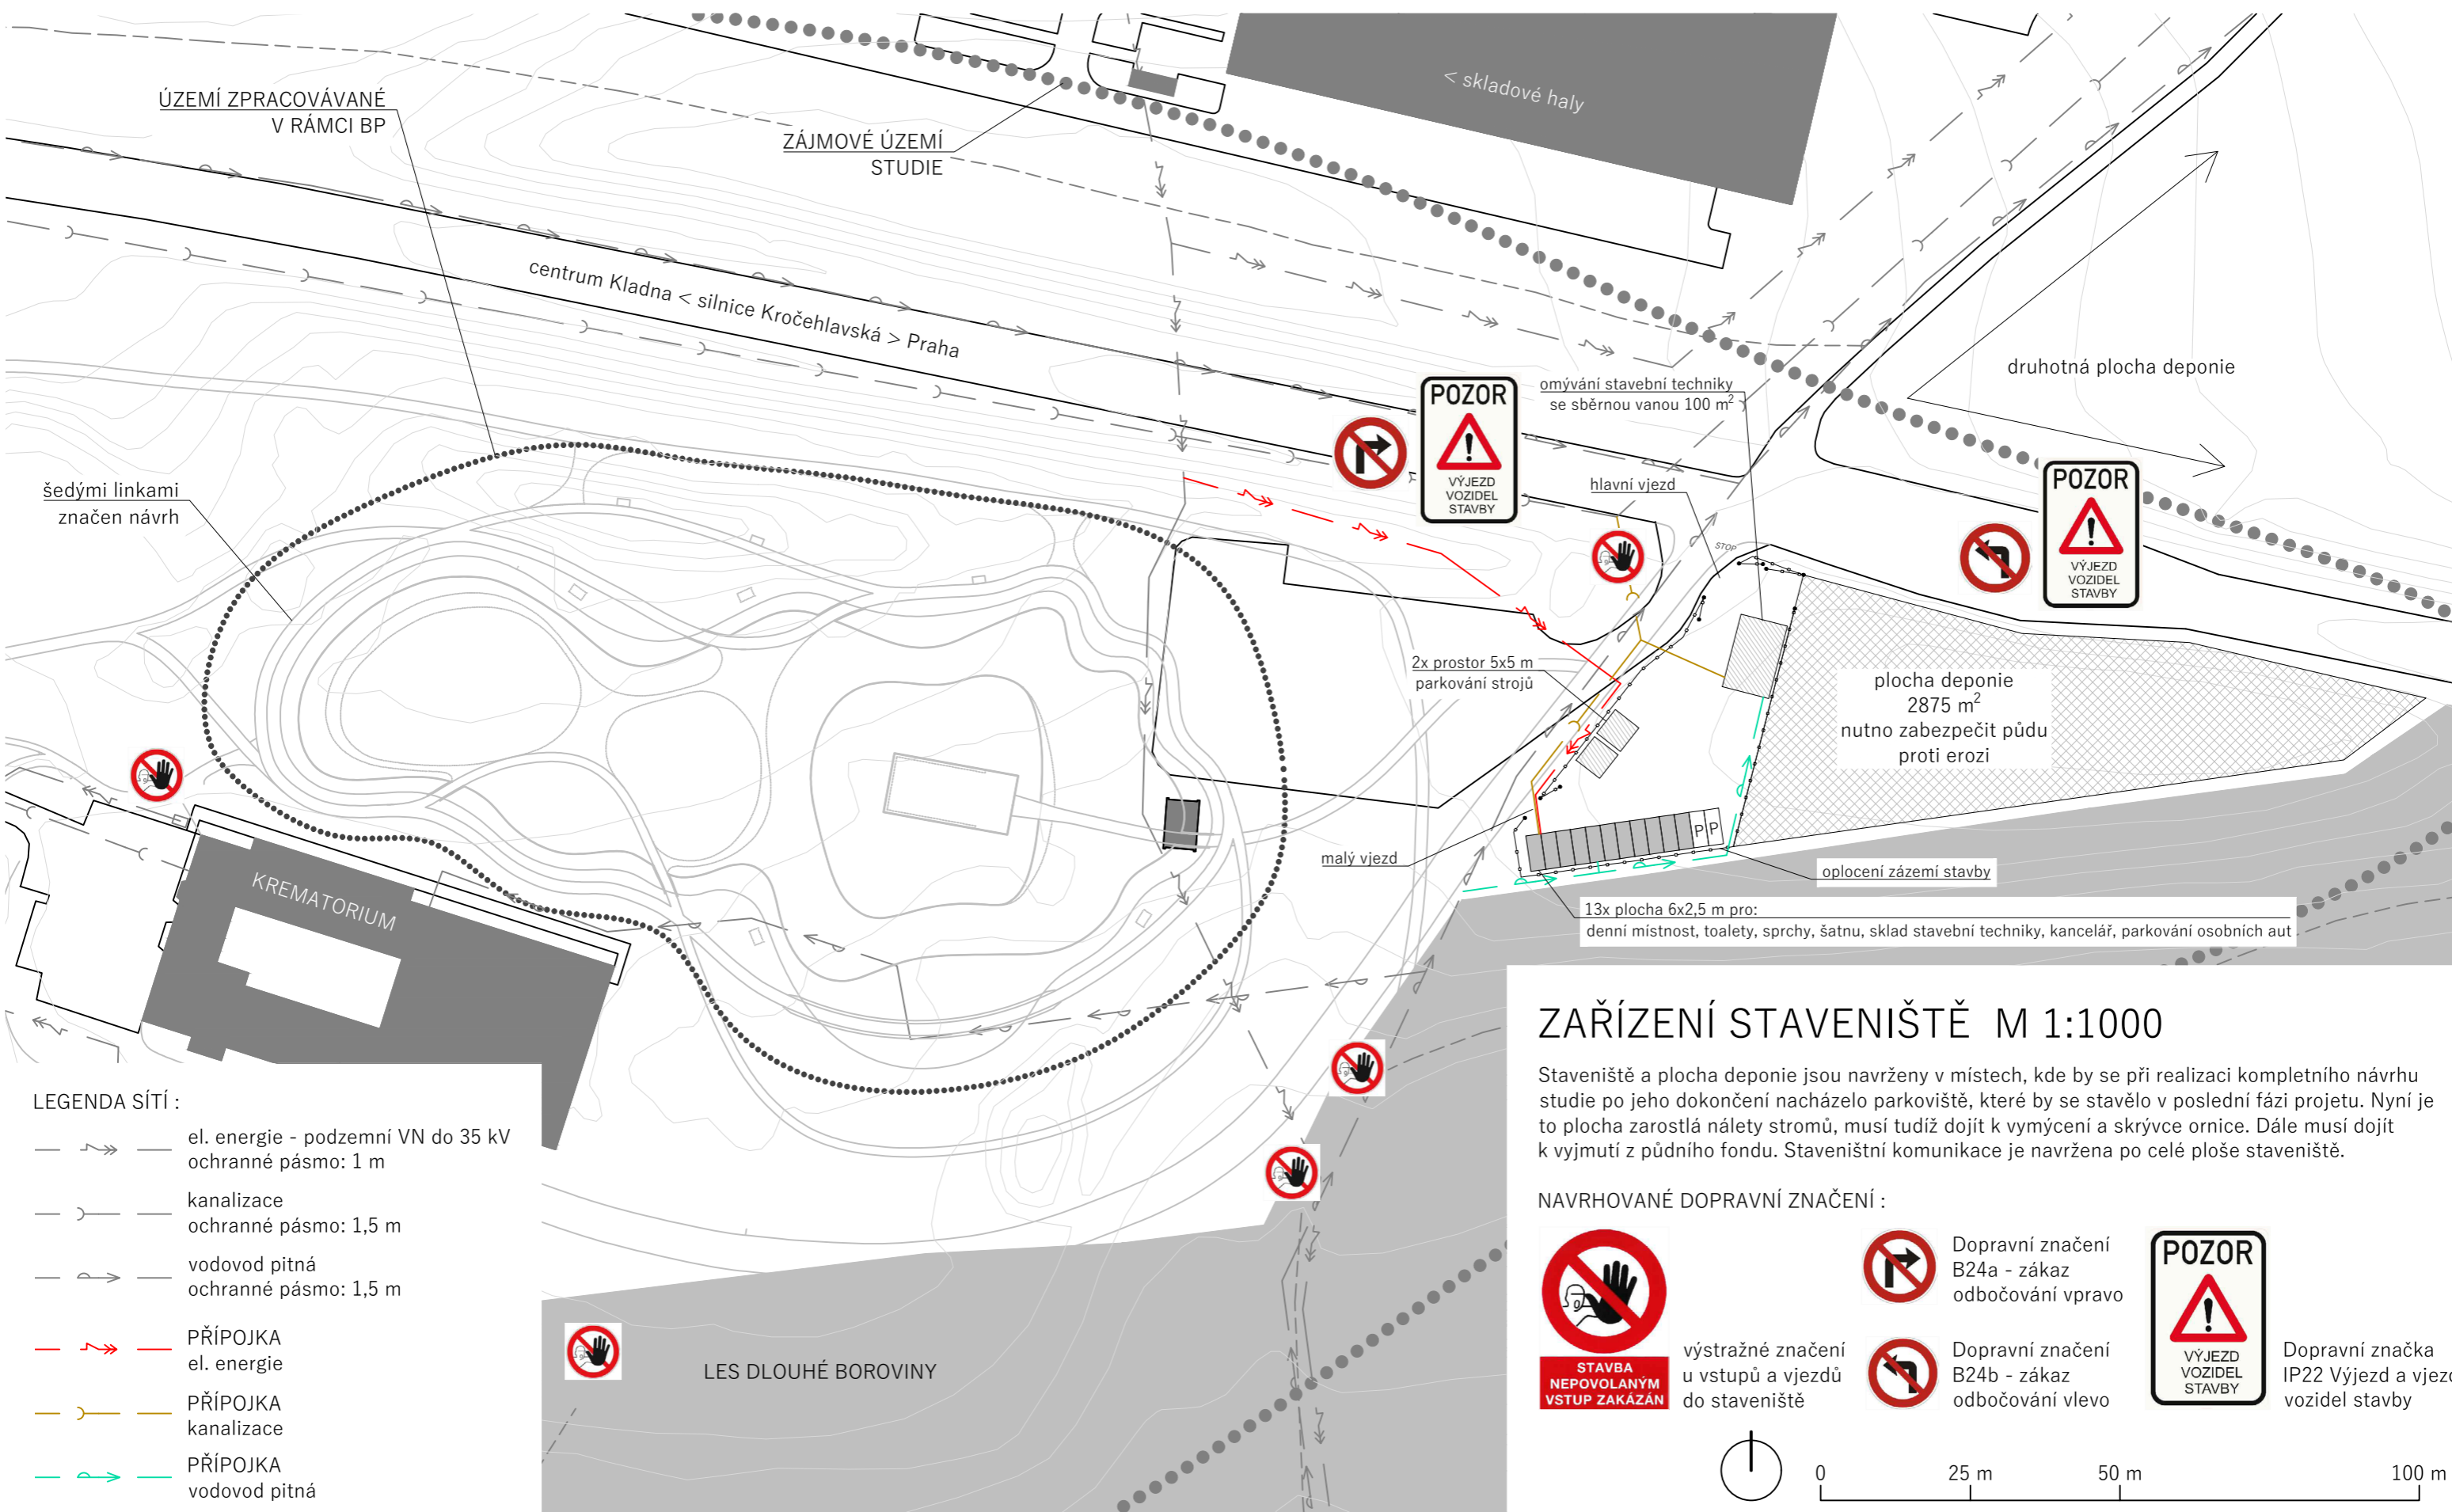 < skladové haly
ÚZEMÍ ZPRACOVÁVANÉ
V RÁMCI BP
ZÁJMOVÉ ÚZEMÍ
STUDIE
centrum Kladna < silnice Kročehlavská > Praha
druhotná plocha deponie
omývání stavební techniky
se sběrnou vanou 100 m²
POZOR
VÝJEZD
VOZIDEL
STAVBY
hlavní vjezd
POZOR
VÝJEZD
VOZIDEL
STAVBY
šedými linkami
značen návrh
STOP
2x prostor 5x5 m
parkování strojů
plocha deponie
2875 m²
nutno zabezpečit půdu
proti erozi
P P
malý vjezd
oplocení zázemí stavby
KREMATORIUM
13x plocha 6x2,5 m pro:
denní místnost, toalety, sprchy, šatnu, sklad stavební techniky, kancelář, parkování osobních aut
ZAŘÍZENÍ STAVENIŠTĚ M 1:1000
Staveniště a plocha deponie jsou navrženy v místech, kde by se při realizaci kompletního návrhu
studie po jeho dokončení nacházelo parkoviště, které by se stavělo v poslední fázi projektu. Nyní je
to plocha zarostlá nálety stromů, musí tudíž dojít k vymýcení a skrývce ornice. Dále musí dojít
k vyjmutí z půdního fondu. Staveništní komunikace je navržena po celé ploše staveniště.
NAVRHOVANÉ DOPRAVNÍ ZNAČENÍ :
STAVBA
NEPOVOLANÝM
VSTUP ZAKÁZÁN
výstražné značení
u vstupů a vjezdů
do staveniště
Dopravní značení
B24a - zákaz
odbočování vpravo
Dopravní značení
B24b - zákaz
odbočování vlevo
POZOR
VÝJEZD
VOZIDEL
STAVBY
Dopravní značka
IP22 Výjezd a vjezd
vozidel stavby
0 25 m 50 m 100 m
LEGENDA SÍTÍ :
el. energie - podzemní VN do 35 kV
ochranné pásmo: 1 m
kanalizace
ochranné pásmo: 1,5 m
vodovod pitná
ochranné pásmo: 1,5 m
PŘÍPOJKA
el. energie
PŘÍPOJKA
kanalizace
PŘÍPOJKA
vodovod pitná
LES DLOUHÉ BOROVINY